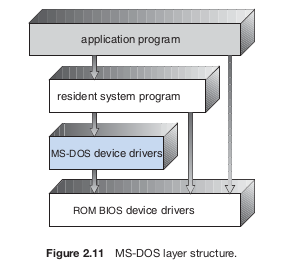 application program
resident system program
MS-DOS device drivers
ROM BIOS device drivers
Figure 2.11 MS-DOS layer structure.